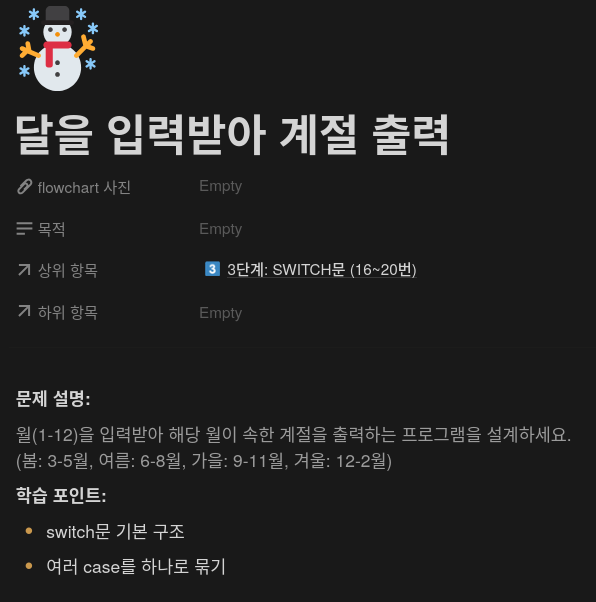 달을 입력받아 계절 출력
flowchart 사진 Empty
목적 Empty
상위 항목 3 3단계: SWITCH문 (16~20번)
하위 항목 Empty
문제 설명:
월(1-12)을 입력받아 해당 월이 속한 계절을 출력하는 프로그램을 설계하세요.
(봄: 3-5월, 여름: 6-8월, 가을: 9-11월, 겨울: 12-2월)
학습 포인트:
switch문 기본 구조
여러 case를 하나로 묶기